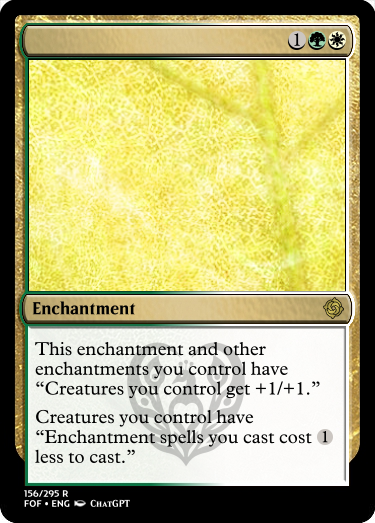 1
Enchantment
This enchantment and other
enchantments you control have
“Creatures you control get +1/+1.”
Creatures you control have
“Enchantment spells you cast cost 1
less to cast.”
156/295 R
FOF • ENG ChatGPT